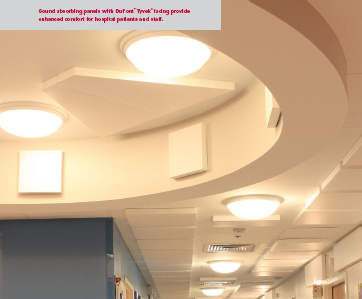 Sound absorbing panels with DuPont™ Tyvek® facing provide
enhanced comfort for hospital patients and staff.